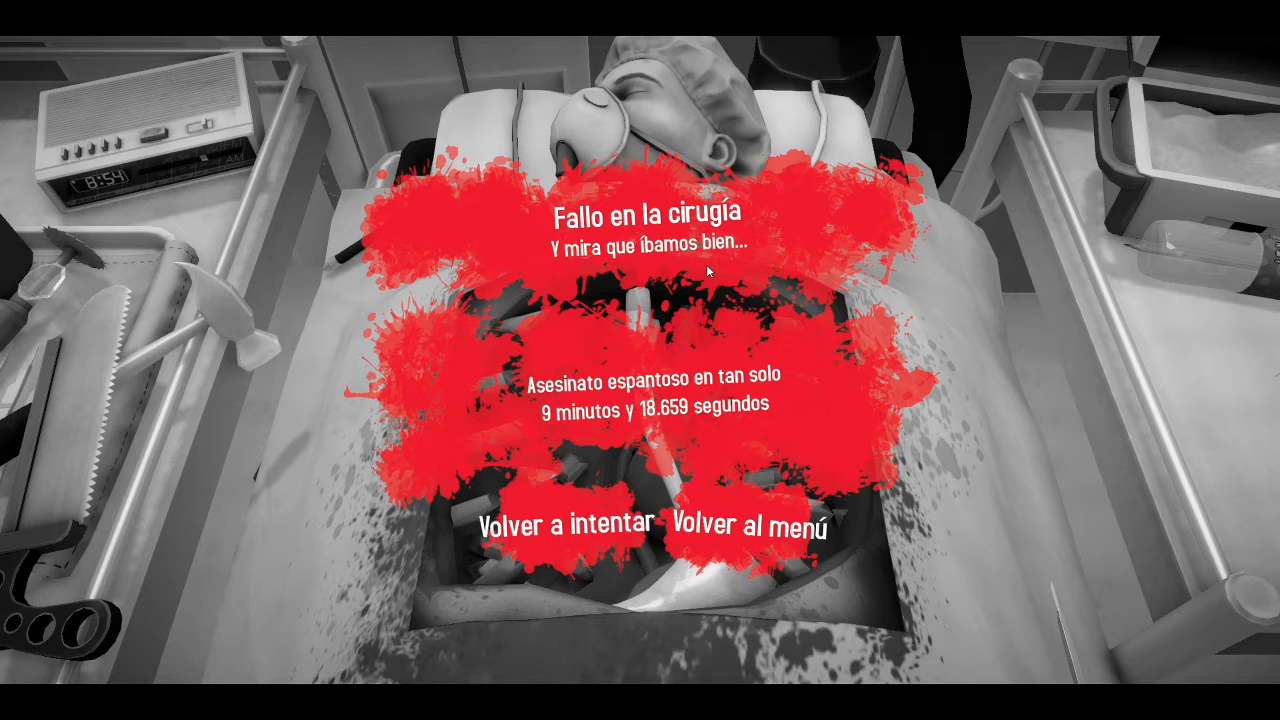 AM
8:54
Fallo en la cirugía
Y mira que íbamos bien...
Asesinato espantoso en tan solo
9 minutos y 18.659 segundos
Volver a intentar
Volver al menú